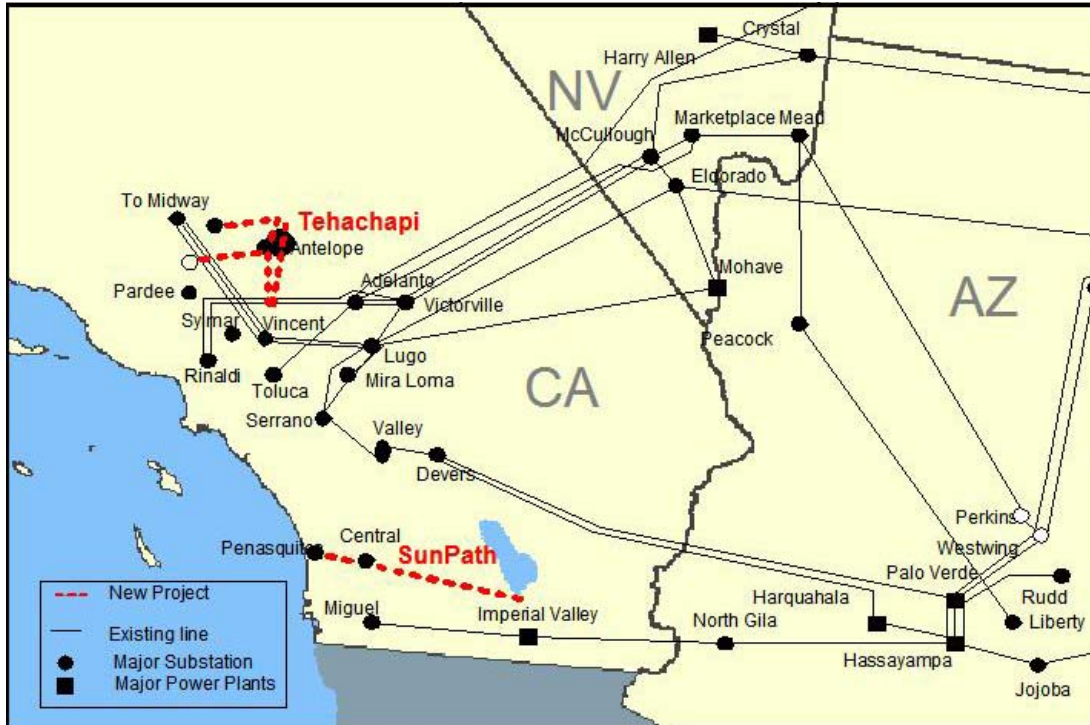 Crystal
Harry Allen
NV
Marketplace Mead
McCullough
Eldorado
To Midway
Tehachapi
Antelope
Mohave
Adelanto
Pardee
Victorville
AZ
Sylmar
Vincent
Peacock
Lugo
Rinaldi
Toluca
Mira Loma
CA
Serrano
Valley
Devers
Perkins
Central
SunPath
Westwing
Penasquitos
Palo Verde
New Project
Rudd
Miguel
Imperial Valley
North Gila
Harquahala
Liberty
Existing line
Major Substation
Hassayampa
Major Power Plants
Jojoba